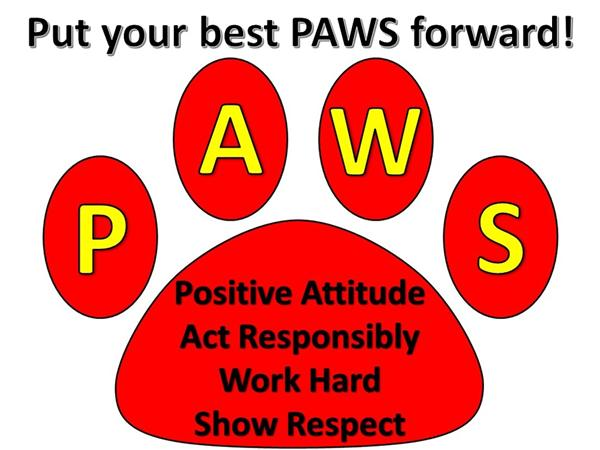 Put your best PAWS forward!
P A W S
Positive Attitude
Act Responsibly
Work Hard
Show Respect